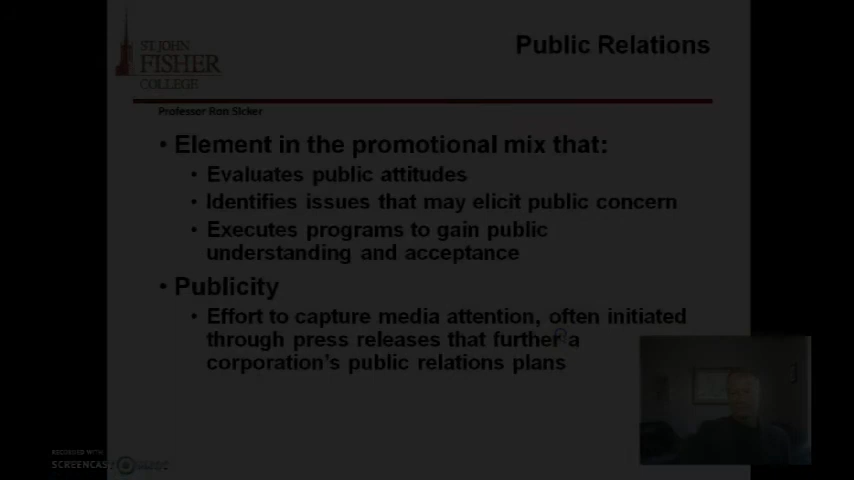 ST. JOHN
FISHER
COLLEGE
Public Relations
Professor Ron Sicker
• Element in the promotional mix that:
• Evaluates public attitudes
• Identifies issues that may elicit public concern
• Executes programs to gain public
understanding and acceptance
• Publicity
• Effort to capture media attention, often initiated
through press releases that further a
corporation's public relations plans
RECORDED WITH
SCREENCAST